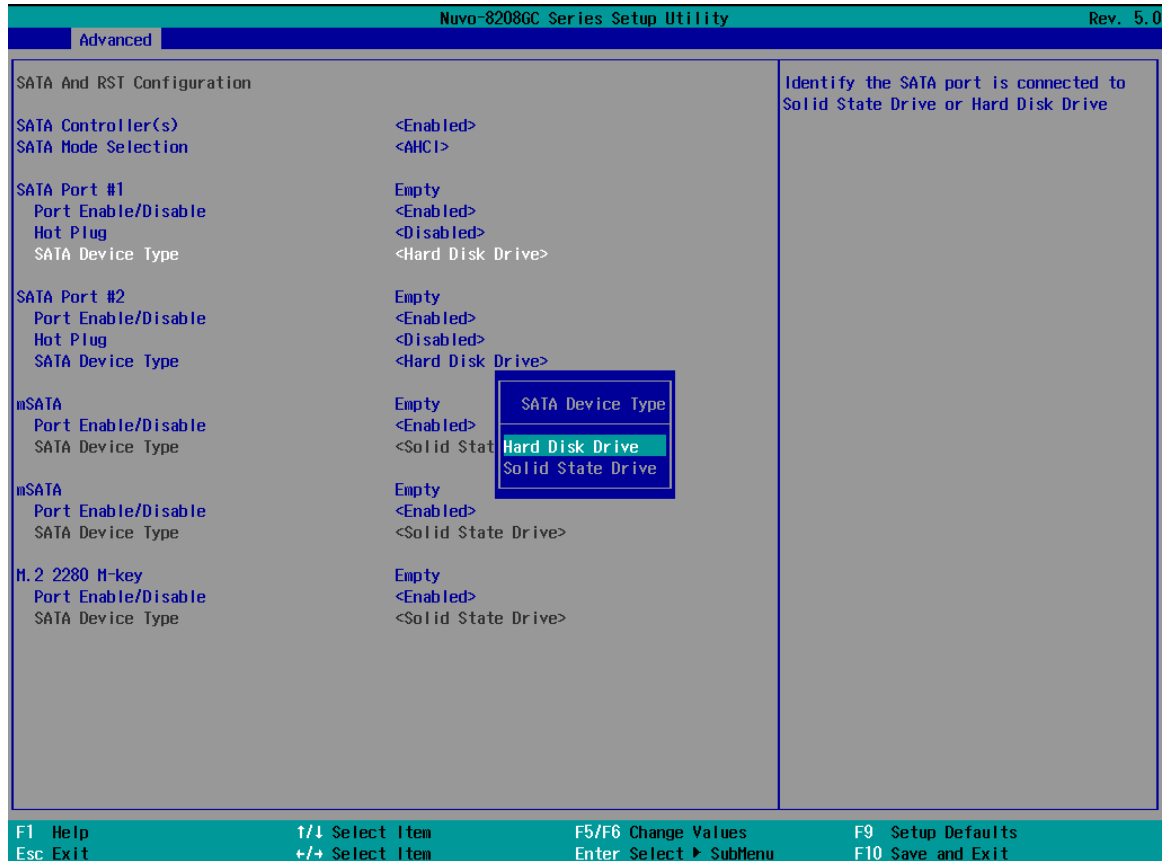 Nuvo-8208GC Series Setup Utility Rev. 5.0
Advanced
SATA And RST Configuration
Identify the SATA port is connected to
Solid State Drive or Hard Disk Drive
SATA Controller(s) <Enabled>
SATA Mode Selection <AHCI>
SATA Port #1 Empty
Port Enable/Disable <Enabled>
Hot Plug <Disabled>
SATA Device Type <Hard Disk Drive>
SATA Port #2 Empty
Port Enable/Disable <Enabled>
Hot Plug <Disabled>
SATA Device Type <Hard Disk Drive>
mSATA Empty
Port Enable/Disable <Enabled>
SATA Device Type <Solid Stat
SATA Device Type
Hard Disk Drive
Solid State Drive
mSATA Empty
Port Enable/Disable <Enabled>
SATA Device Type <Solid State Drive>
M.2 2280 M-key Empty
Port Enable/Disable <Enabled>
SATA Device Type <Solid State Drive>
F1 Help ↑/↓ Select Item F5/F6 Change Values F9 Setup Defaults
Esc Exit ←/→ Select Item Enter Select ▶ SubMenu F10 Save and Exit